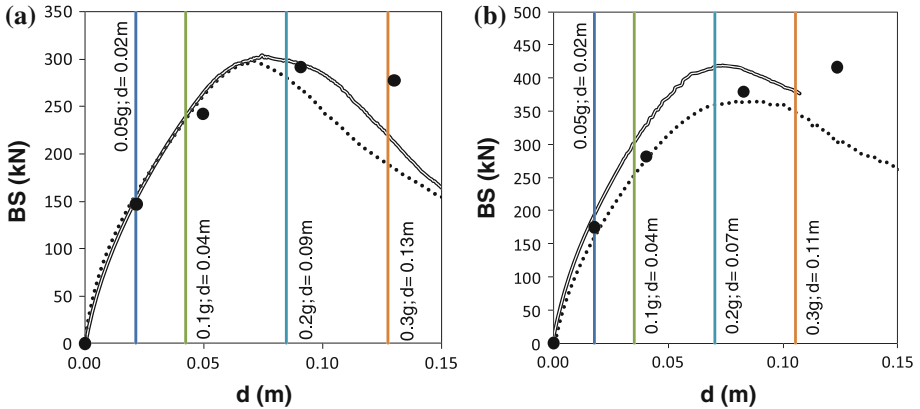 (a)
350
300
250
200
150
100
50
0
BS (kN)
0.05g; d= 0.02m
0.1g; d= 0.04m
0.2g; d= 0.09m
0.3g; d= 0.13m
0.00
0.05
0.10
0.15
d (m)
(b)
500
450
400
350
300
250
200
150
100
50
0
BS (kN)
0.05g; d= 0.02m
0.1g; d= 0.04m
0.2g; d= 0.07m
0.3g; d= 0.11m
0.00
0.05
0.10
0.15
d (m)